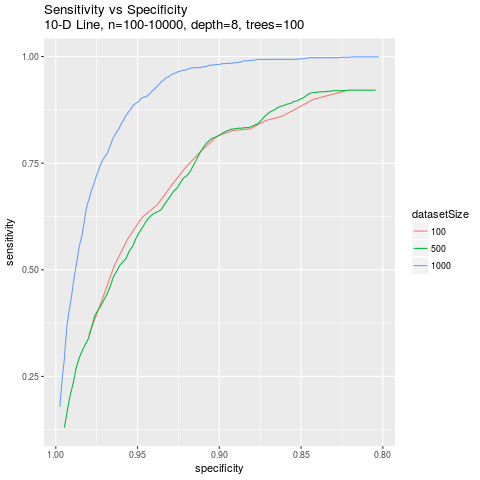 Sensitivity vs Specificity
10-D Line, n=100-10000, depth=8, trees=100
1.00
0.75
0.50
0.25
sensitivity
1.00 0.95 0.90 0.85 0.80
specificity
datasetSize
100
500
1000